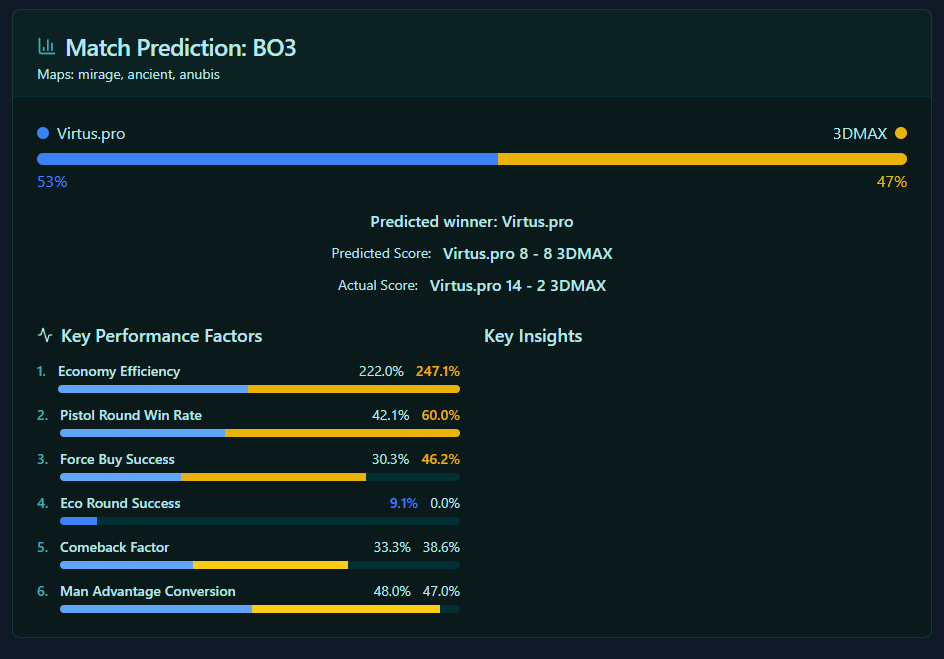 Match Prediction: BO3
Maps: mirage, ancient, anubis
Virtus.pro 3DMAX
53% 47%
Predicted winner: Virtus.pro
Predicted Score: Virtus.pro 8 - 8 3DMAX
Actual Score: Virtus.pro 14 - 2 3DMAX
Key Performance Factors
1. Economy Efficiency 222.0% 247.1%
2. Pistol Round Win Rate 42.1% 60.0%
3. Force Buy Success 30.3% 46.2%
4. Eco Round Success 9.1% 0.0%
5. Comeback Factor 33.3% 38.6%
6. Man Advantage Conversion 48.0% 47.0%
Key Insights